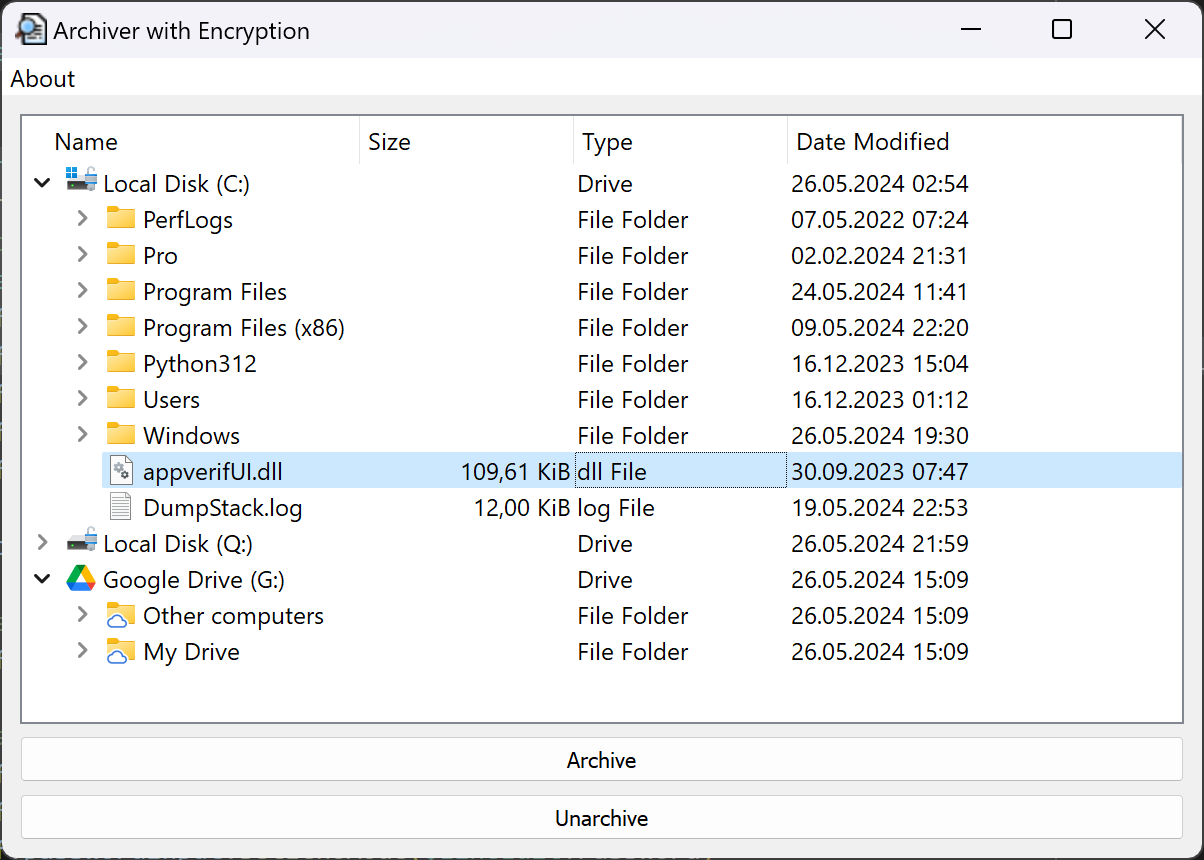 Archiver with Encryption
About
Name Size Type Date Modified
Local Disk (C:) Drive 26.05.2024 02:54
PerfLogs File Folder 07.05.2022 07:24
Pro File Folder 02.02.2024 21:31
Program Files File Folder 24.05.2024 11:41
Program Files (x86) File Folder 09.05.2024 22:20
Python312 File Folder 16.12.2023 15:04
Users File Folder 16.12.2023 01:12
Windows File Folder 26.05.2024 19:30
appverifUI.dll 109,61 KiB dll File 30.09.2023 07:47
DumpStack.log 12,00 KiB log File 19.05.2024 22:53
Local Disk (Q:) Drive 26.05.2024 21:59
Google Drive (G:) Drive 26.05.2024 15:09
Other computers File Folder 26.05.2024 15:09
My Drive File Folder 26.05.2024 15:09
Archive
Unarchive